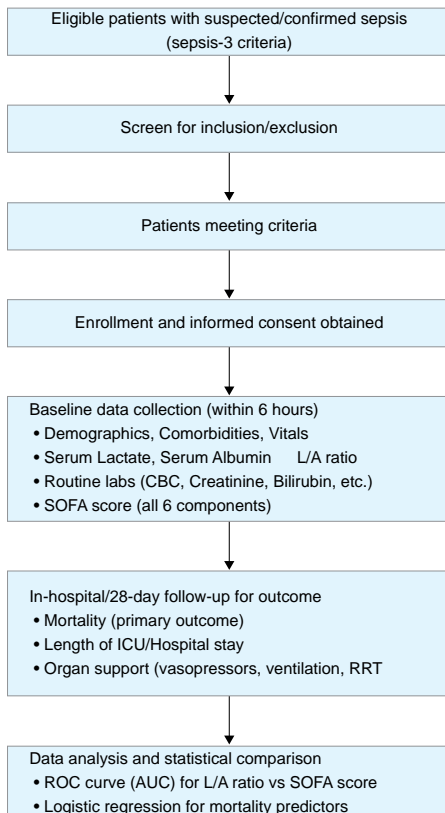 Eligible patients with suspected/confirmed sepsis
(sepsis-3 criteria)
Screen for inclusion/exclusion
Patients meeting criteria
Enrollment and informed consent obtained
Baseline data collection (within 6 hours)
• Demographics, Comorbidities, Vitals
• Serum Lactate, Serum Albumin L/A ratio
• Routine labs (CBC, Creatinine, Bilirubin, etc.)
• SOFA score (all 6 components)
In-hospital/28-day follow-up for outcome
• Mortality (primary outcome)
• Length of ICU/Hospital stay
• Organ support (vasopressors, ventilation, RRT
Data analysis and statistical comparison
• ROC curve (AUC) for L/A ratio vs SOFA score
• Logistic regression for mortality predictors